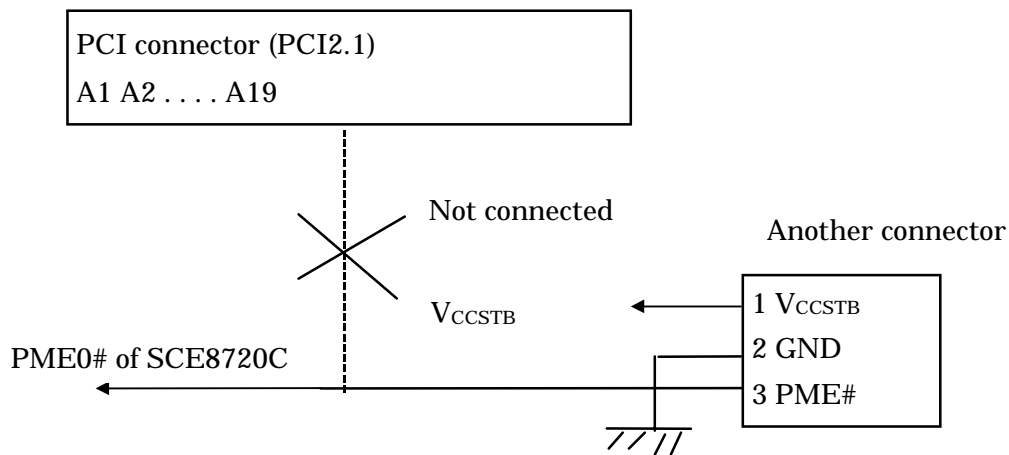 PCI connector (PCI2.1)
A1 A2 . . . . A19
Not connected
Another connector
VCCSTB
1 VCCSTB
2 GND
PME0# of SCE8720C
3 PME#